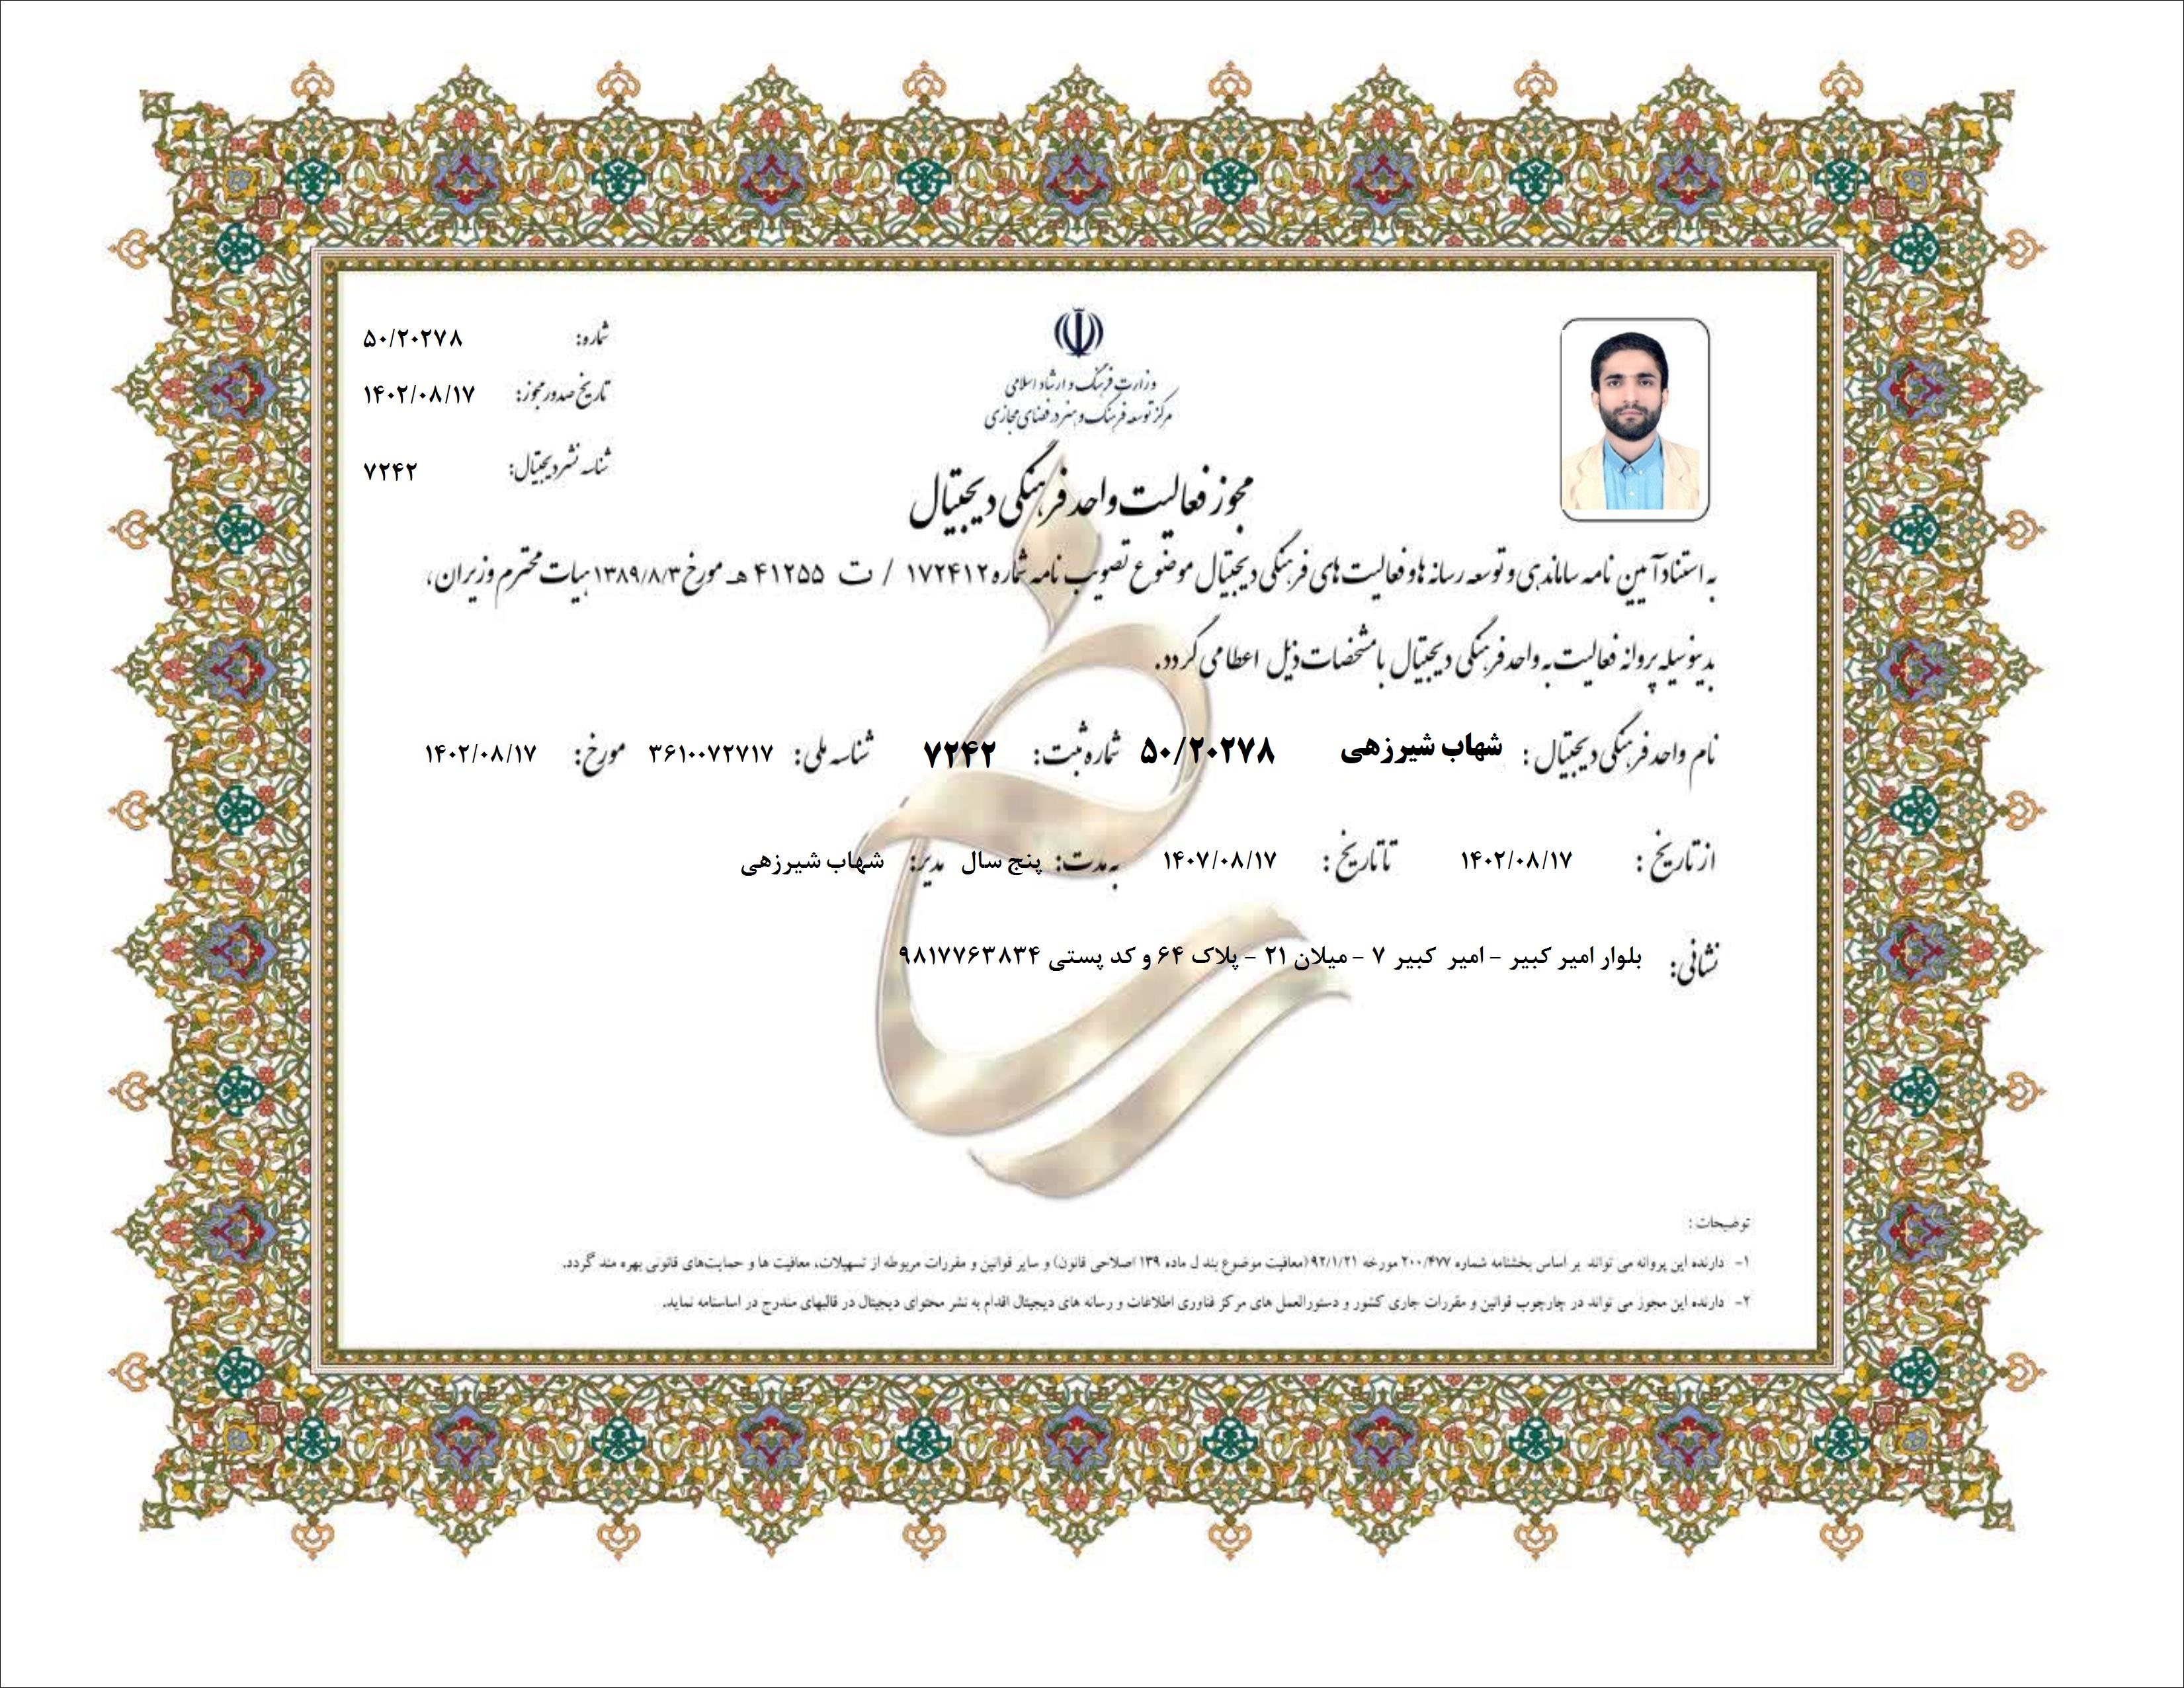 وزارت فرهنگ و ارشاد اسلامی
مرکز توسعه فرهنگ و هنر در فضای مجازی
شماره: ۵۰/۲۰۲۷۸
تاریخ صدور مجوز: ۱۴۰۲/۰۸/۱۷
شناسه نشر دیجیتال: ۷۲۴۲
مجوز فعالیت واحد فرهنگی دیجیتال
به استناد آیین نامه ساماندهی و توسعه رسانه ها و فعالیت های فرهنگی دیجیتال موضوع تصویب نامه شماره ۱۷۲۴۱۲ / ت ۴۱۲۵۵ هـ مورخ ۱۳۸۹/۸/۳ هیات محترم وزیران،
بدینوسیله پروانه فعالیت به واحد فرهنگی دیجیتال با مشخصات ذیل اعطا می گردد.
نام واحد فرهنگی دیجیتال : شهاب شیرزهی ۵۰/۲۰۲۷۸ شماره ثبت: ۷۲۴۲ شناسه ملی: ۳۶۱۰۰۷۲۷۱۷ مورخ: ۱۴۰۲/۰۸/۱۷
از تاریخ : ۱۴۰۲/۰۸/۱۷ تا تاریخ : ۱۴۰۷/۰۸/۱۷ به مدت: پنج سال مدیر: شهاب شیرزهی
نشانی: بلوار امیر کبیر - امیر کبیر ۷ - میلان ۲۱ - پلاک ۶۴ و کد پستی ۹۸۱۷۷۶۳۸۳۴
توضیحات :
۱- دارنده این پروانه می تواند بر اساس بخشنامه شماره ۲۰۰/۴۷۷ مورخه ۹۲/۱/۲۱ (معافیت موضوع بند ل ماده ۱۳۹ اصلاحی قانون) و سایر قوانین و مقررات مربوطه از تسهیلات، معافیت ها و حمایت‌های قانونی بهره مند گردد.
۲- دارنده این مجوز می تواند در چارچوب قوانین و مقررات جاری کشور و دستورالعمل های مرکز فناوری اطلاعات و رسانه های دیجیتال اقدام به نشر محتوای دیجیتال در قالبهای مندرج در اساسنامه نماید.